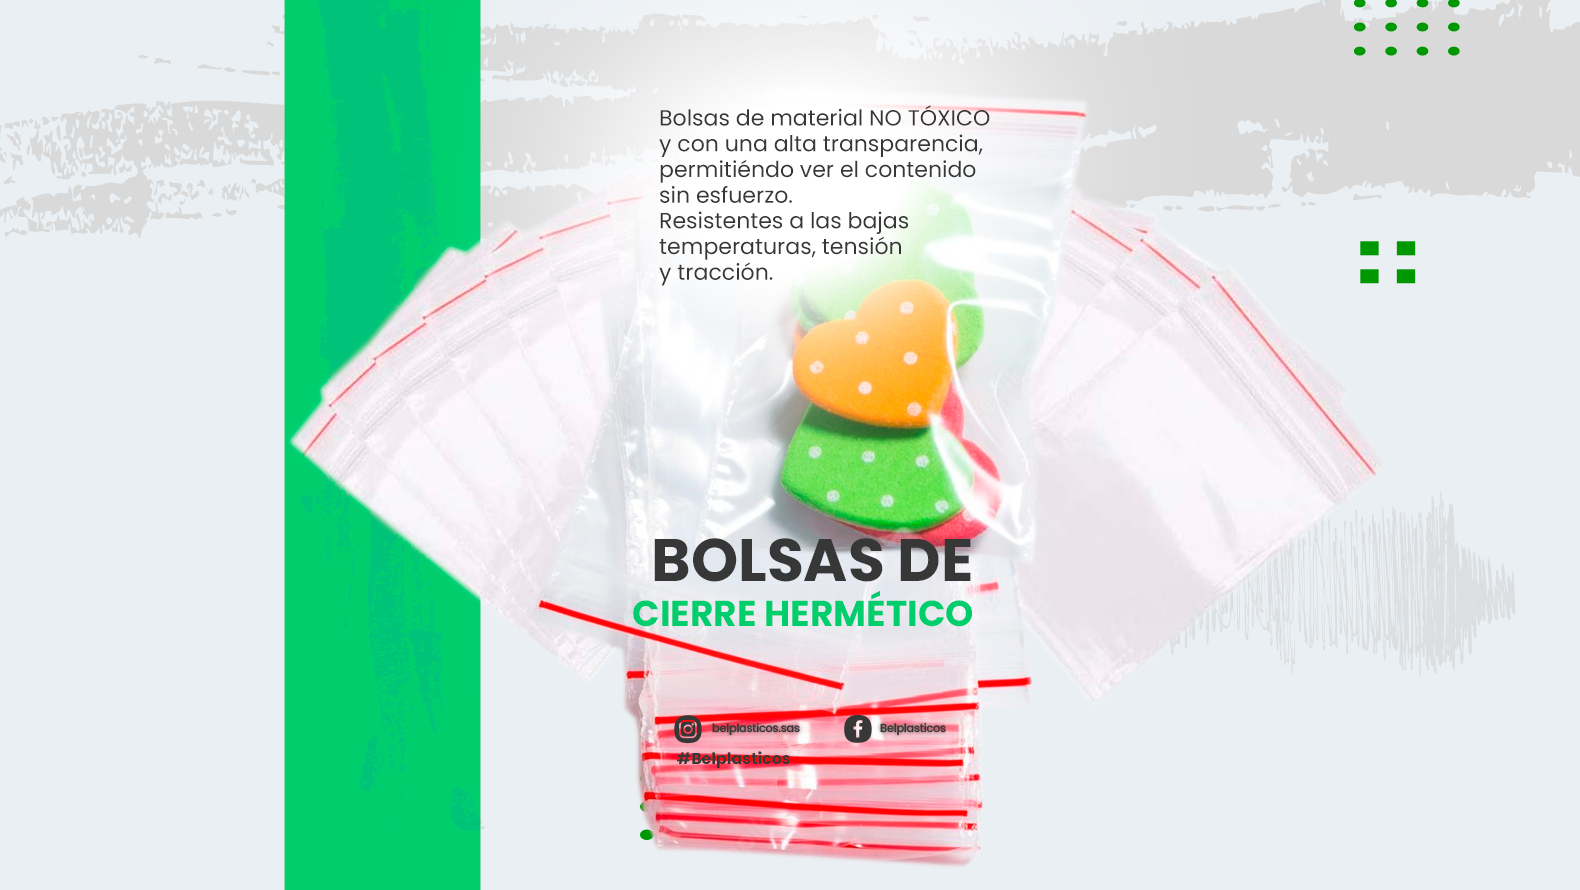 Bolsas de material NO TÓXICO
y con una alta transparencia,
permitiéndo ver el contenido
sin esfuerzo.
Resistentes a las bajas
temperaturas, tensión
y tracción.
BOLSAS DE
CIERRE HERMÉTICO
belplasticos.sas
Belplasticos
#Belplasticos